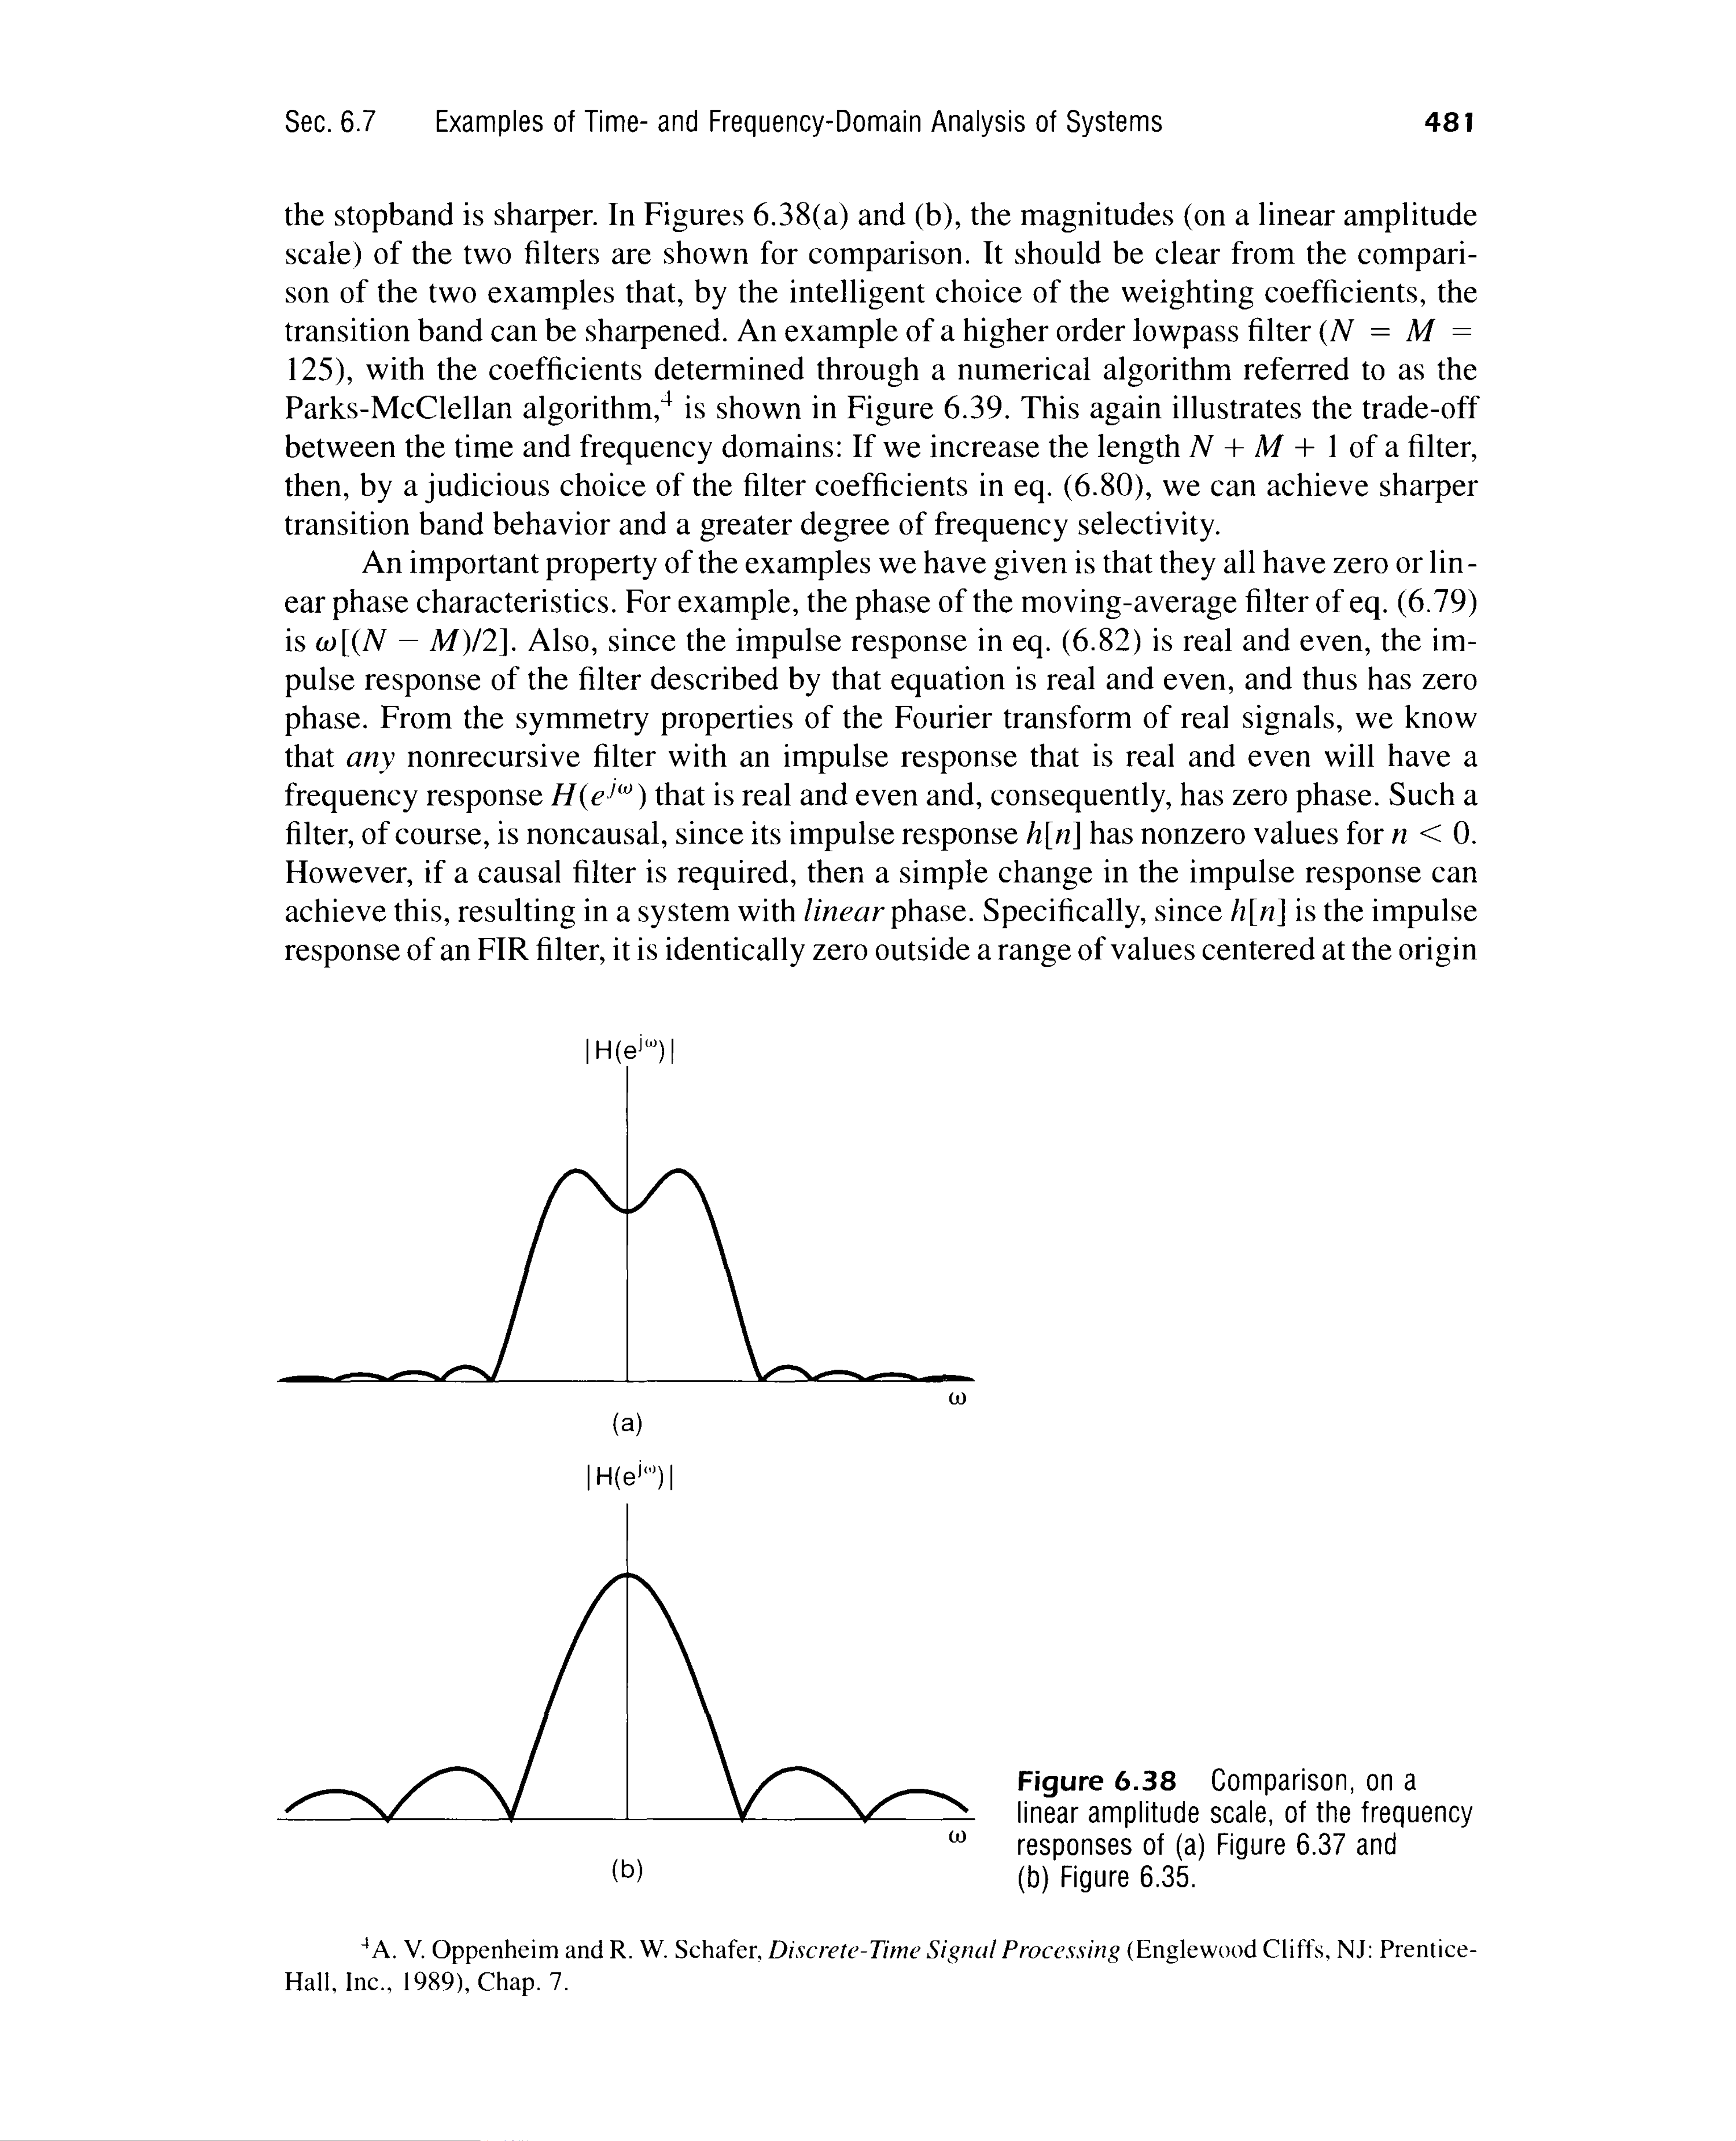 Sec. 6.7 Examples of Time- and Frequency-Domain Analysis of Systems 481
the stopband is sharper. In Figures 6.38(a) and (b), the magnitudes (on a linear amplitude
scale) of the two filters are shown for comparison. It should be clear from the compari-
son of the two examples that, by the intelligent choice of the weighting coefficients, the
transition band can be sharpened. An example of a higher order lowpass filter (N = M =
125), with the coefficients determined through a numerical algorithm referred to as the
Parks-McClellan algorithm,⁴ is shown in Figure 6.39. This again illustrates the trade-off
between the time and frequency domains: If we increase the length N + M + 1 of a filter,
then, by a judicious choice of the filter coefficients in eq. (6.80), we can achieve sharper
transition band behavior and a greater degree of frequency selectivity.
An important property of the examples we have given is that they all have zero or lin-
ear phase characteristics. For example, the phase of the moving-average filter of eq. (6.79)
is ω[(N − M)/2]. Also, since the impulse response in eq. (6.82) is real and even, the im-
pulse response of the filter described by that equation is real and even, and thus has zero
phase. From the symmetry properties of the Fourier transform of real signals, we know
that any nonrecursive filter with an impulse response that is real and even will have a
frequency response H(e^jω) that is real and even and, consequently, has zero phase. Such a
filter, of course, is noncausal, since its impulse response h[n] has nonzero values for n < 0.
However, if a causal filter is required, then a simple change in the impulse response can
achieve this, resulting in a system with linear phase. Specifically, since h[n] is the impulse
response of an FIR filter, it is identically zero outside a range of values centered at the origin
|H(e^jω)|
ω
(a)
|H(e^jω)|
ω
(b)
Figure 6.38 Comparison, on a
linear amplitude scale, of the frequency
responses of (a) Figure 6.37 and
(b) Figure 6.35.
⁴A. V. Oppenheim and R. W. Schafer, Discrete-Time Signal Processing (Englewood Cliffs, NJ: Prentice-
Hall, Inc., 1989), Chap. 7.